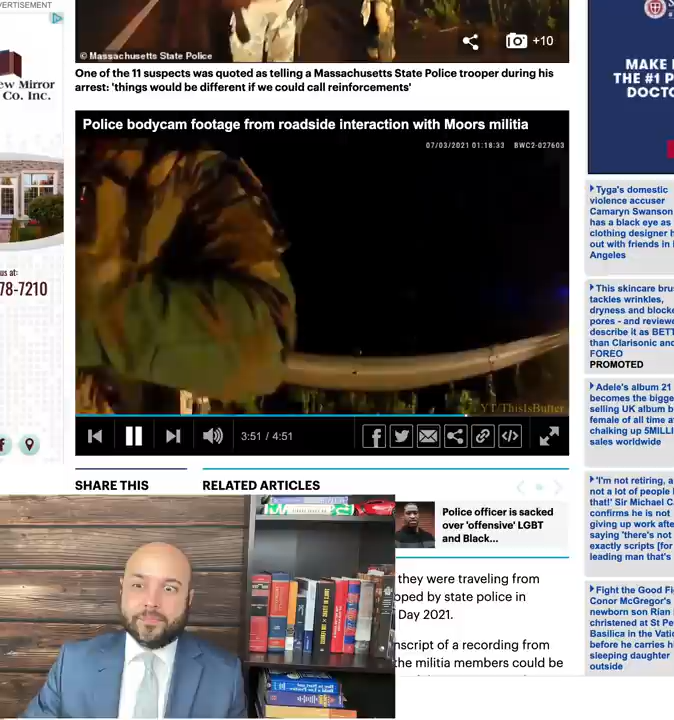 VERTISEMENT
ew Mirror
Co. Inc.
us at:
78-7210
© Massachusetts State Police
+10
One of the 11 suspects was quoted as telling a Massachusetts State Police trooper during his
arrest: 'things would be different if we could call reinforcements'
Police bodycam footage from roadside interaction with Moors militia
07/03/2021 01:18:33 BWC2-027603
YT/ThisIsButter
3:51 / 4:51
SHARE THIS
RELATED ARTICLES
Police officer is sacked
over 'offensive' LGBT
and Black...
they were traveling from
oped by state police in
Day 2021.
nscript of a recording from
the militia members could be
MAKE
THE #1 P
DOCTO
Tyga's domestic
violence accuser
Camaryn Swanson
has a black eye as
clothing designer h
out with friends in
Angeles
This skincare bru
tackles wrinkles,
dryness and blocke
pores - and reviewe
describe it as BETT
than Clarisonic and
FOREO
PROMOTED
Adele's album 21
becomes the bigge
selling UK album b
female of all time a
chalking up 5MILLI
sales worldwide
'I'm not retiring, a
not a lot of people
that!' Sir Michael C
confirms he is not
giving up work afte
saying 'there's not
exactly scripts [for
leading man that's
Fight the Good Fi
Conor McGregor's
newborn son Rian
christened at St Pe
Basilica in the Vatic
before he carries h
sleeping daughter
outside